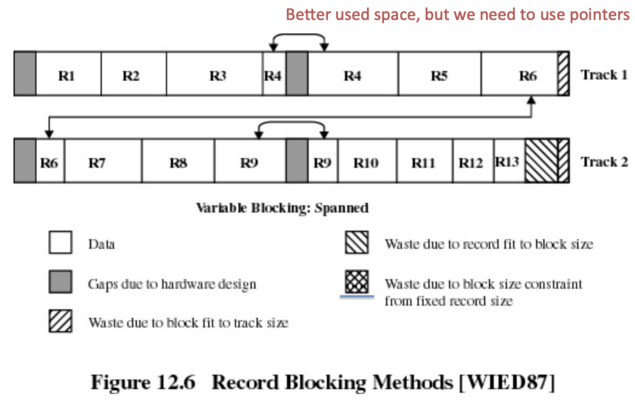 Better used space, but we need to use pointers
R1 R2 R3 R4 R4 R5 R6 Track 1
R6 R7 R8 R9 R9 R10 R11 R12 R13 Track 2
Variable Blocking: Spanned
Data
Waste due to record fit to block size
Gaps due to hardware design
Waste due to block size constraint
from fixed record size
Waste due to block fit to track size
Figure 12.6 Record Blocking Methods [WIED87]